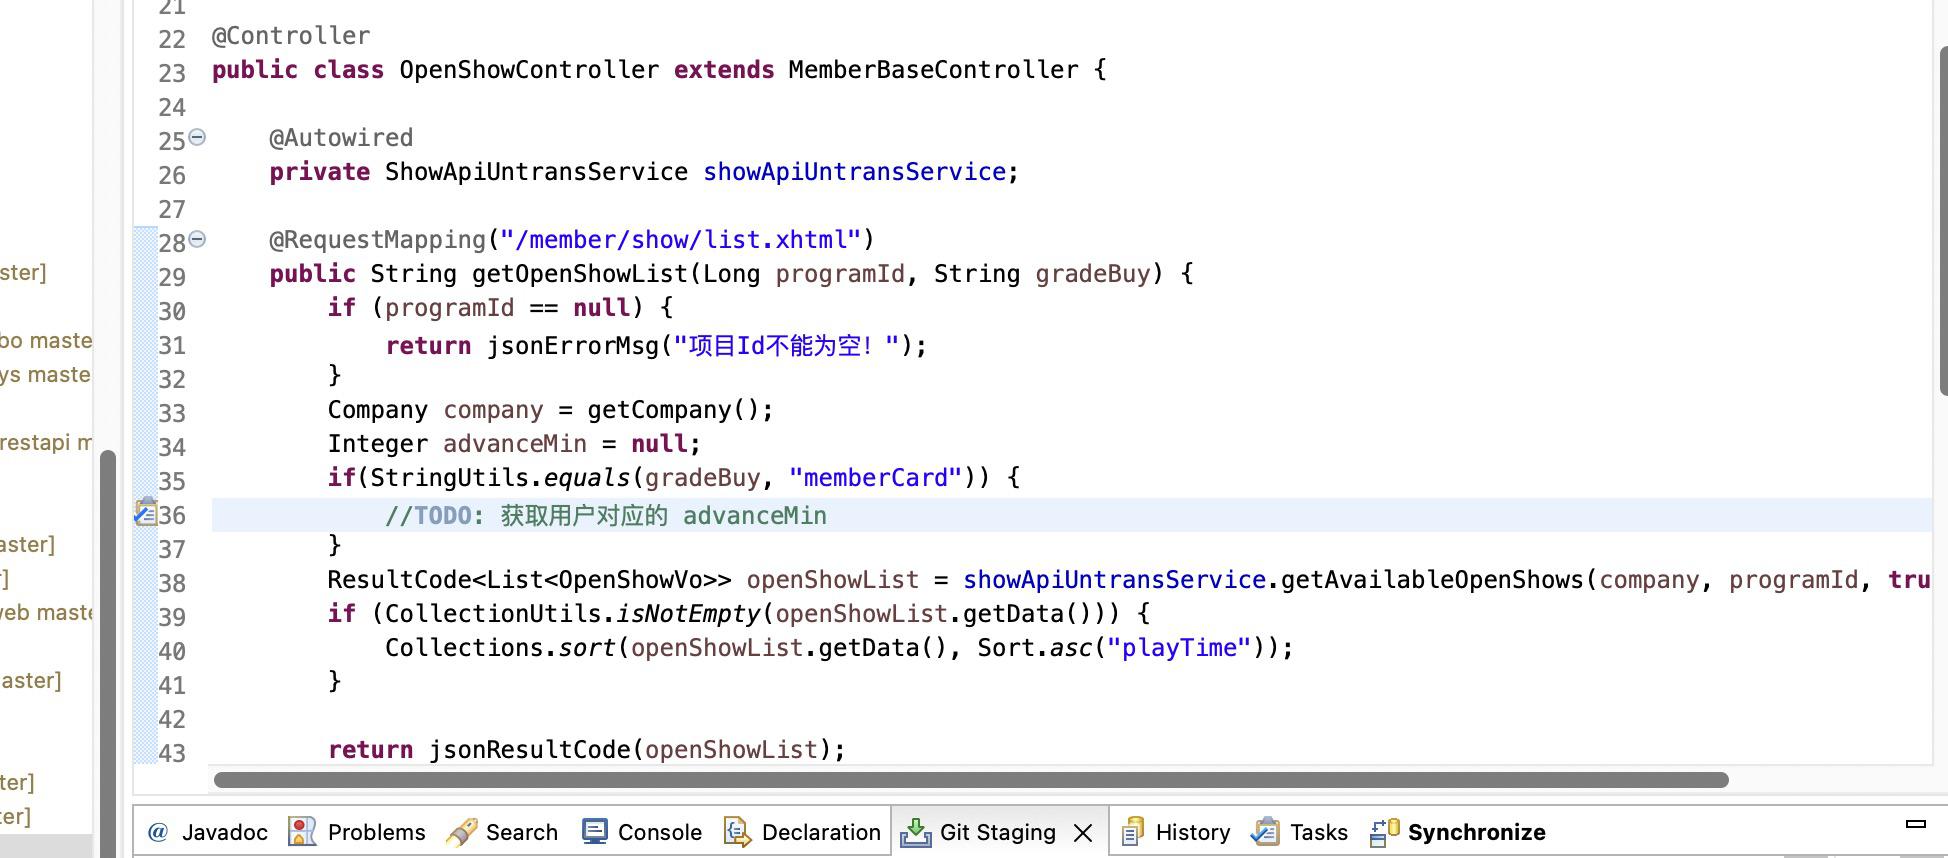 21
22 @Controller
23 public class OpenShowController extends MemberBaseController {
24
25 @Autowired
26 private ShowApiUntransService showApiUntransService;
27
28 @RequestMapping("/member/show/list.xhtml")
29 public String getOpenShowList(Long programId, String gradeBuy) {
ster]
30 if (programId == null) {
31 return jsonErrorMsg("项目Id不能为空！");
bo maste
32 }
ys maste
33 Company company = getCompany();
34 Integer advanceMin = null;
restapi m
35 if(StringUtils.equals(gradeBuy, "memberCard")) {
36 //TODO: 获取用户对应的 advanceMin
37 }
aster]
38 ResultCode<List<OpenShowVo>> openShowList = showApiUntransService.getAvailableOpenShows(company, programId, tru
r]
39 if (CollectionUtils.isNotEmpty(openShowList.getData())) {
web maste
40 Collections.sort(openShowList.getData(), Sort.asc("playTime"));
41 }
aster]
42
43 return jsonResultCode(openShowList);
ter]
ter]
@ Javadoc Problems Search Console Declaration Git Staging History Tasks Synchronize